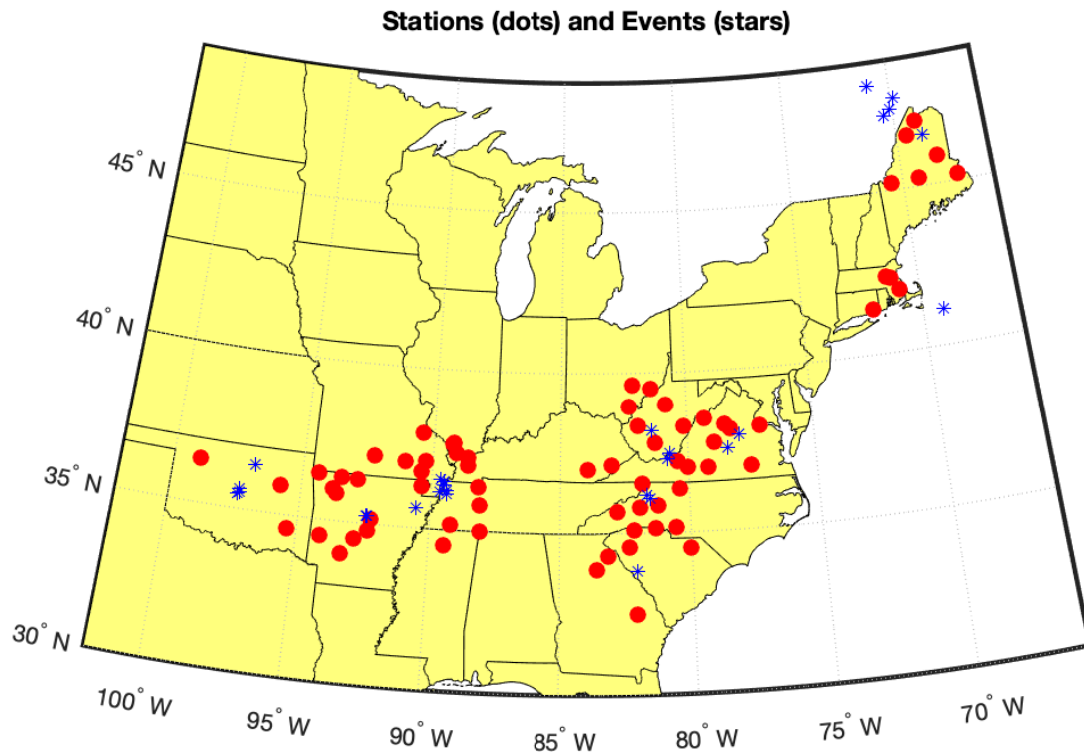 Stations (dots) and Events (stars)
45° N
40° N
35° N
30° N
100° W
95° W
90° W
85° W
80° W
75° W
70° W